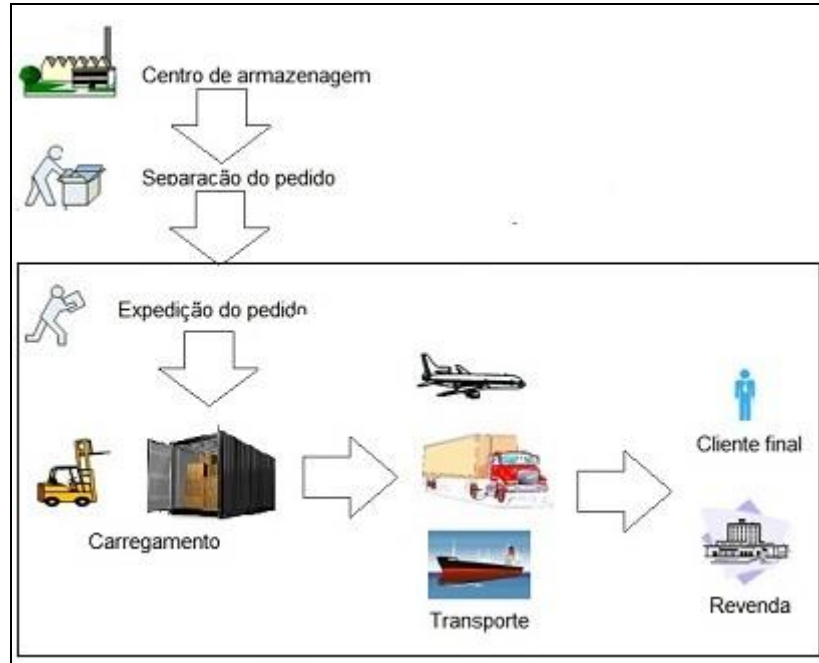 Centro de armazenagem
Separação do pedido
Expedição do pedido
Carregamento
Transporte
Cliente final
Revenda